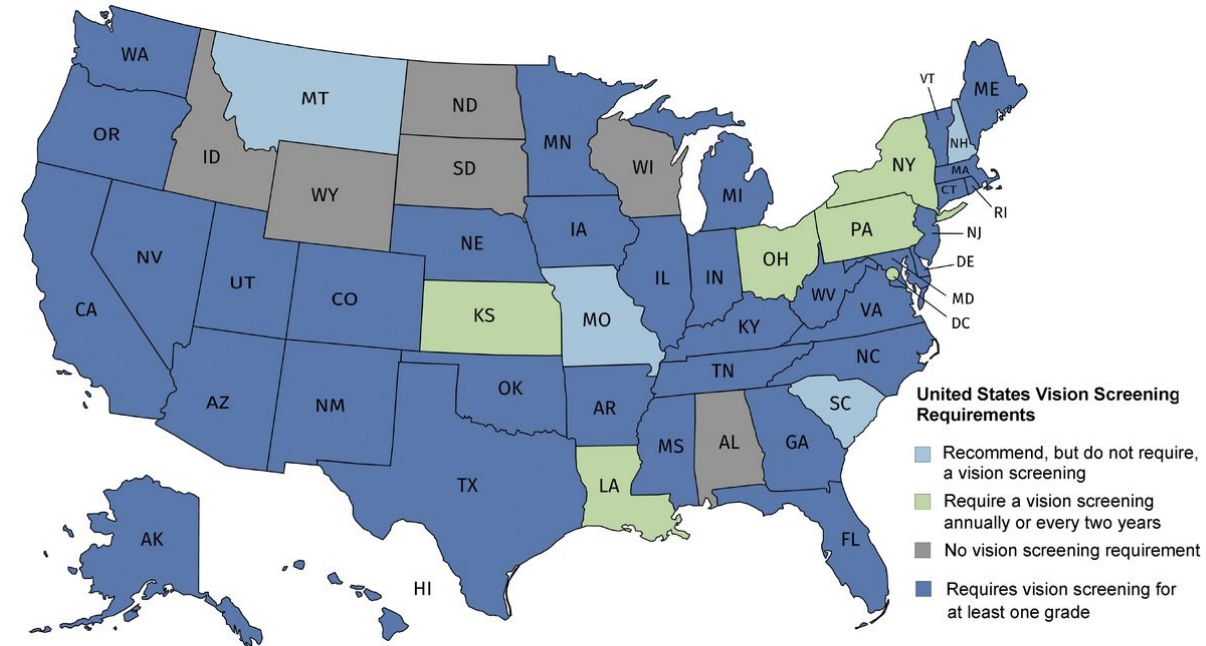 WA
MT
ND
MN
VT
ME
OR
ID
SD
WI
NY
NH
WY
MI
MA
CT
RI
NE
IA
PA
NJ
NV
UT
CO
IL
IN
OH
DE
CA
KS
MO
WV
VA
MD
KY
DC
AZ
NM
OK
TN
NC
AR
SC
MS
AL
GA
TX
LA
FL
AK
HI
United States Vision Screening
Requirements
Recommend, but do not require,
a vision screening
Require a vision screening
annually or every two years
No vision screening requirement
Requires vision screening for
at least one grade